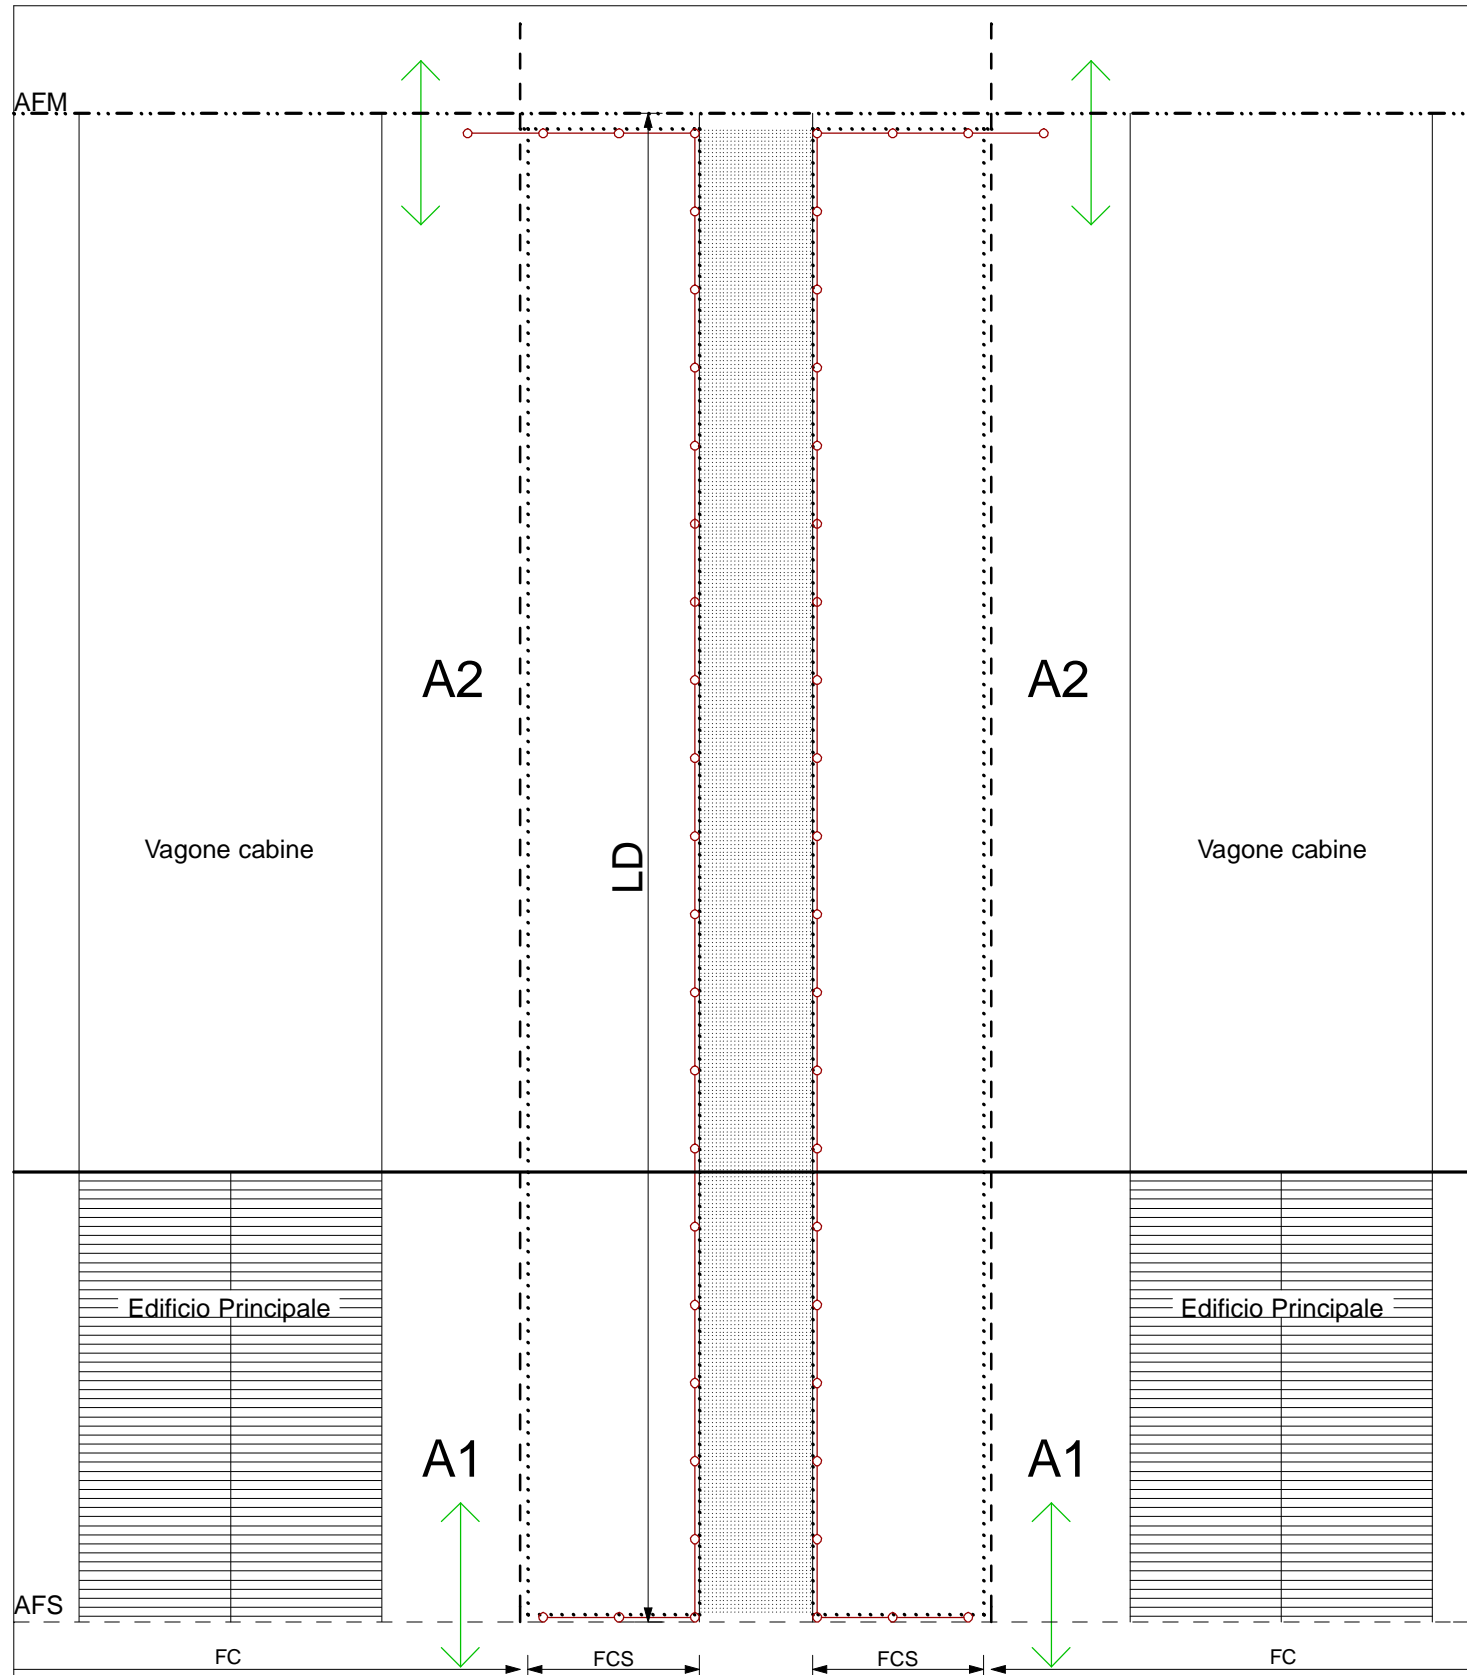 AFM
A2
A2
Vagone cabine
LD
Vagone cabine
Edificio Principale
Edificio Principale
A1
A1
AFS
FC
FCS
FCS
FC